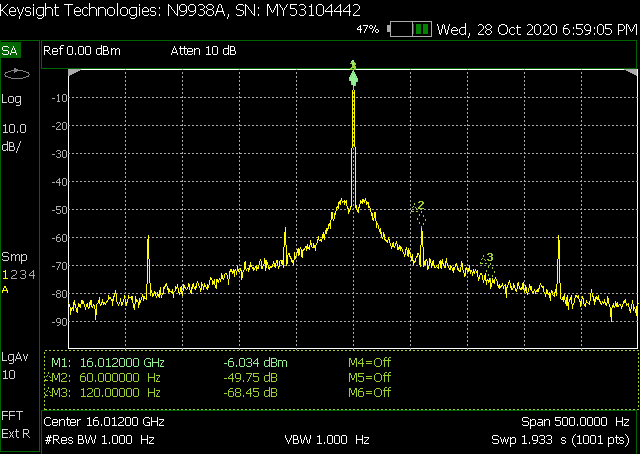 Keysight Technologies: N9938A, SN: MY53104442
47% Wed, 28 Oct 2020 6:59:05 PM
SA Ref 0.00 dBm Atten 10 dB
1
Log
-10
10.0
-20
dB/
-30
-40
2
-50
-60
3
Smp
-70
1234
-80
A
-90
LgAv
M1: 16.012000 GHz -6.034 dBm M4=Off
10
ΔM2: 60.000000 Hz -49.75 dB M5=Off
ΔM3: 120.00000 Hz -68.45 dB M6=Off
FFT
Center 16.01200 GHz Span 500.0000 Hz
Ext R
#Res BW 1.000 Hz VBW 1.000 Hz Swp 1.933 s (1001 pts)